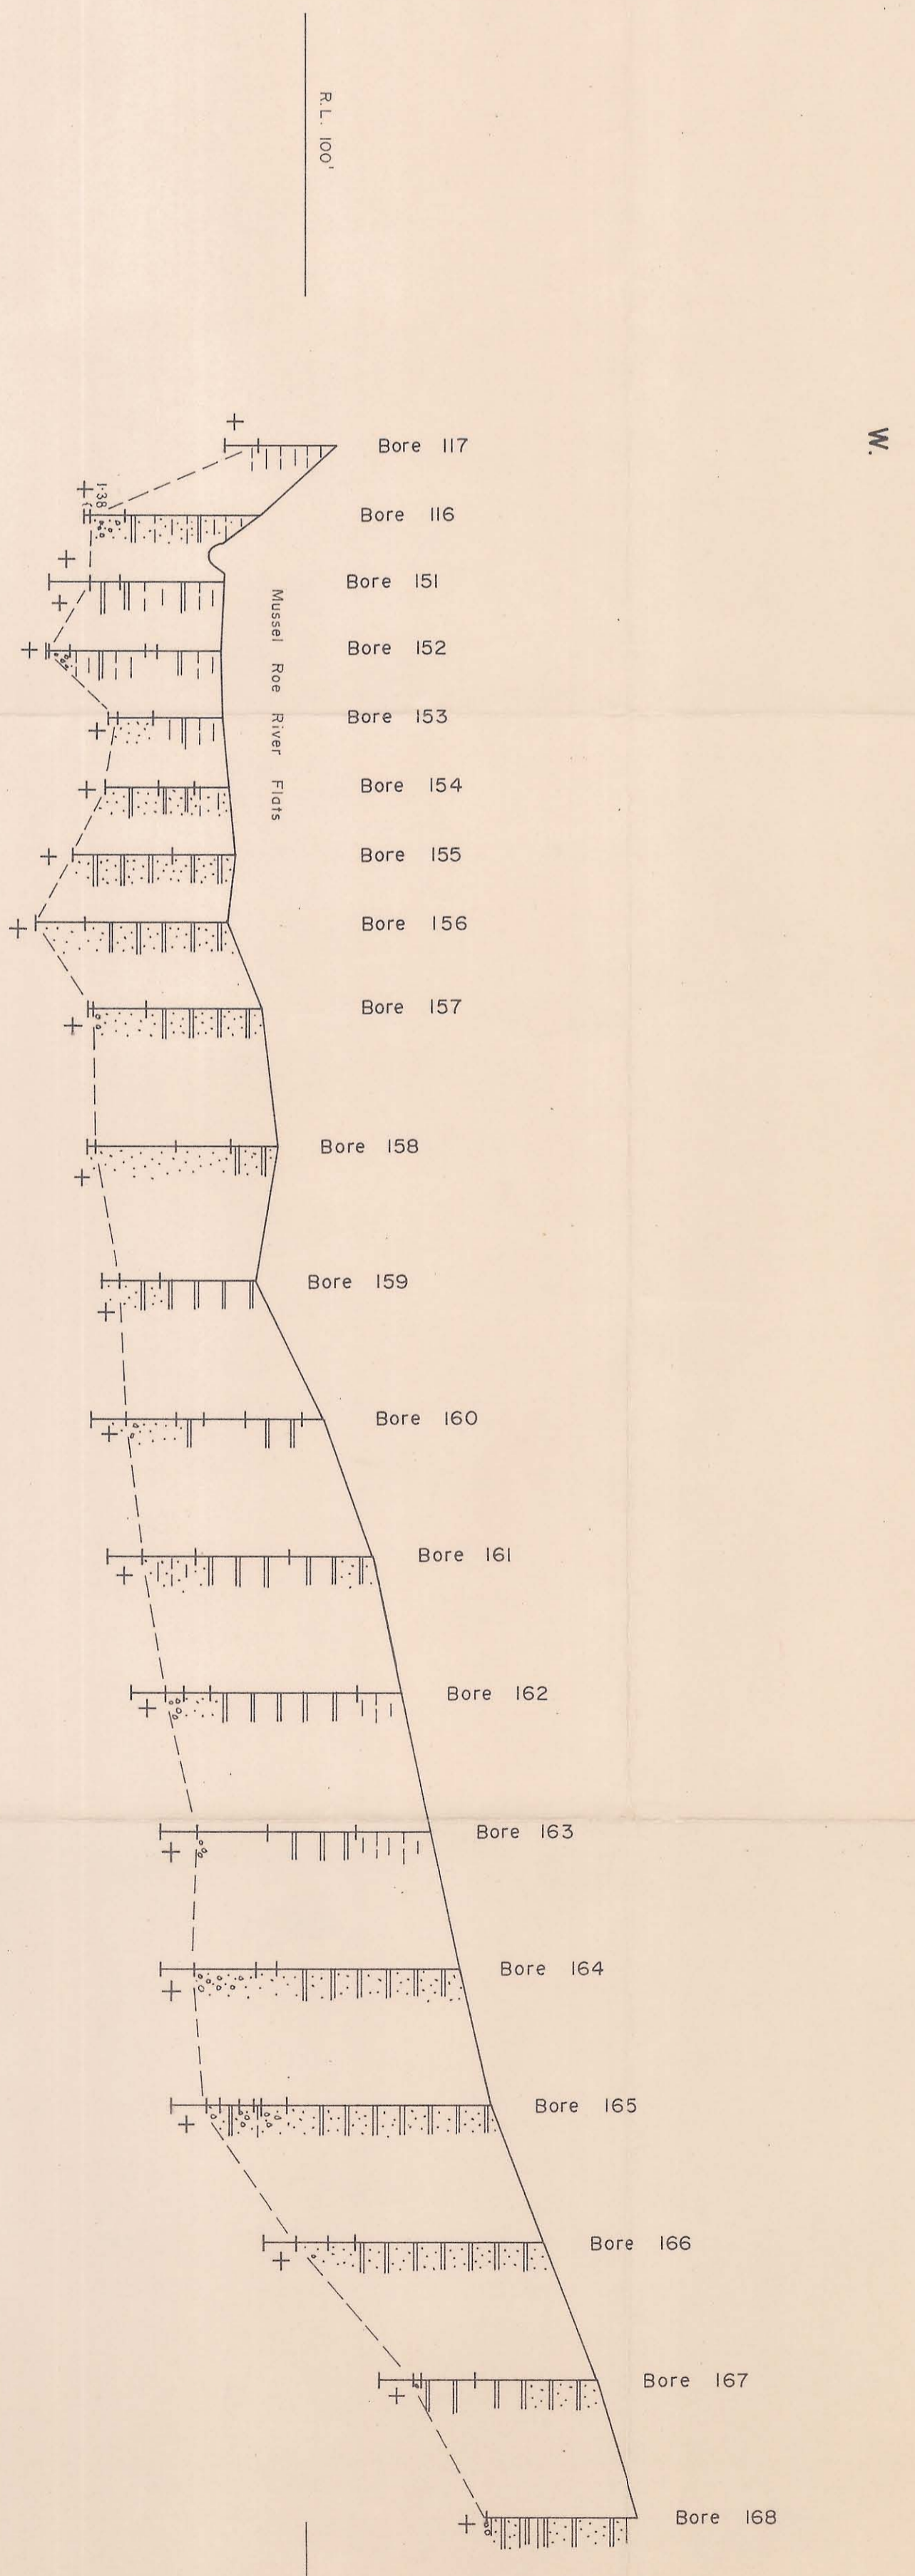 R.L. 100'
W.
Bore 117
1·38
Bore 116
Bore 151
Mussel Roe River Flats
Bore 152
Bore 153
Bore 154
Bore 155
Bore 156
Bore 157
Bore 158
Bore 159
Bore 160
Bore 161
Bore 162
Bore 163
Bore 164
Bore 165
Bore 166
Bore 167
Bore 168